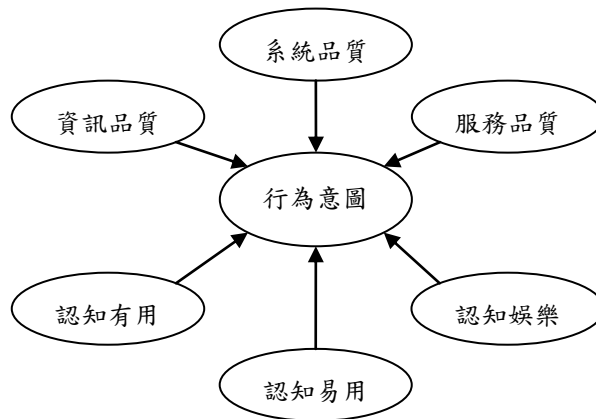 系統品質
資訊品質
服務品質
行為意圖
認知有用
認知娛樂
認知易用